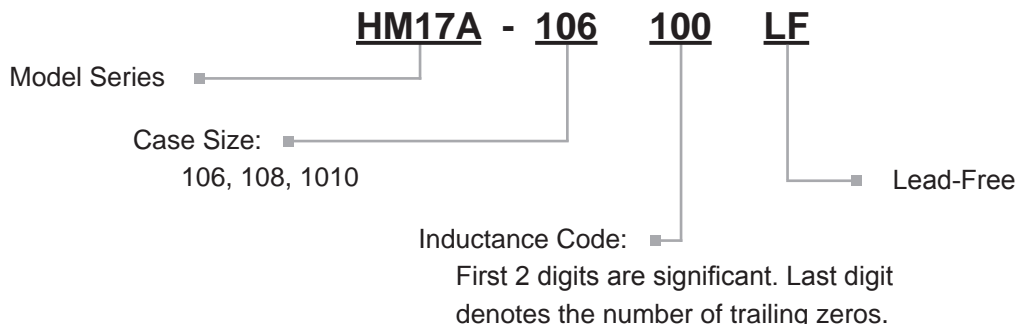 HM17A - 106 100 LF
Model Series
Case Size:
106, 108, 1010
Lead-Free
Inductance Code:
First 2 digits are significant. Last digit
denotes the number of trailing zeros.